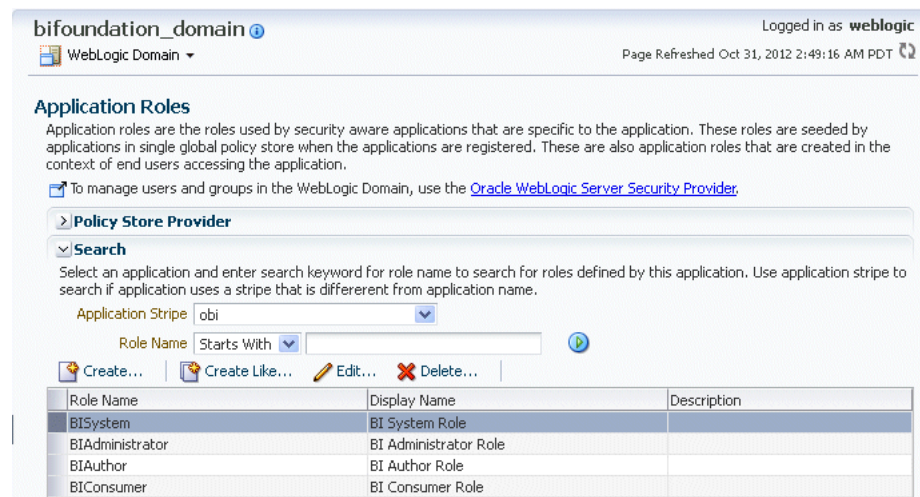 bifoundation_domain
Logged in as weblogic
WebLogic Domain
Page Refreshed Oct 31, 2012 2:49:16 AM PDT
Application Roles
Application roles are the roles used by security aware applications that are specific to the application. These roles are seeded by
applications in single global policy store when the applications are registered. These are also application roles that are created in the
context of end users accessing the application.
To manage users and groups in the WebLogic Domain, use the Oracle WebLogic Server Security Provider.
Policy Store Provider
Search
Select an application and enter search keyword for role name to search for roles defined by this application. Use application stripe to
search if application uses a stripe that is differerent from application name.
Application Stripe obi
Role Name Starts With
Create... Create Like... Edit... Delete...
Role Name Display Name Description
BISystem BI System Role
BIAdministrator BI Administrator Role
BIAuthor BI Author Role
BIConsumer BI Consumer Role